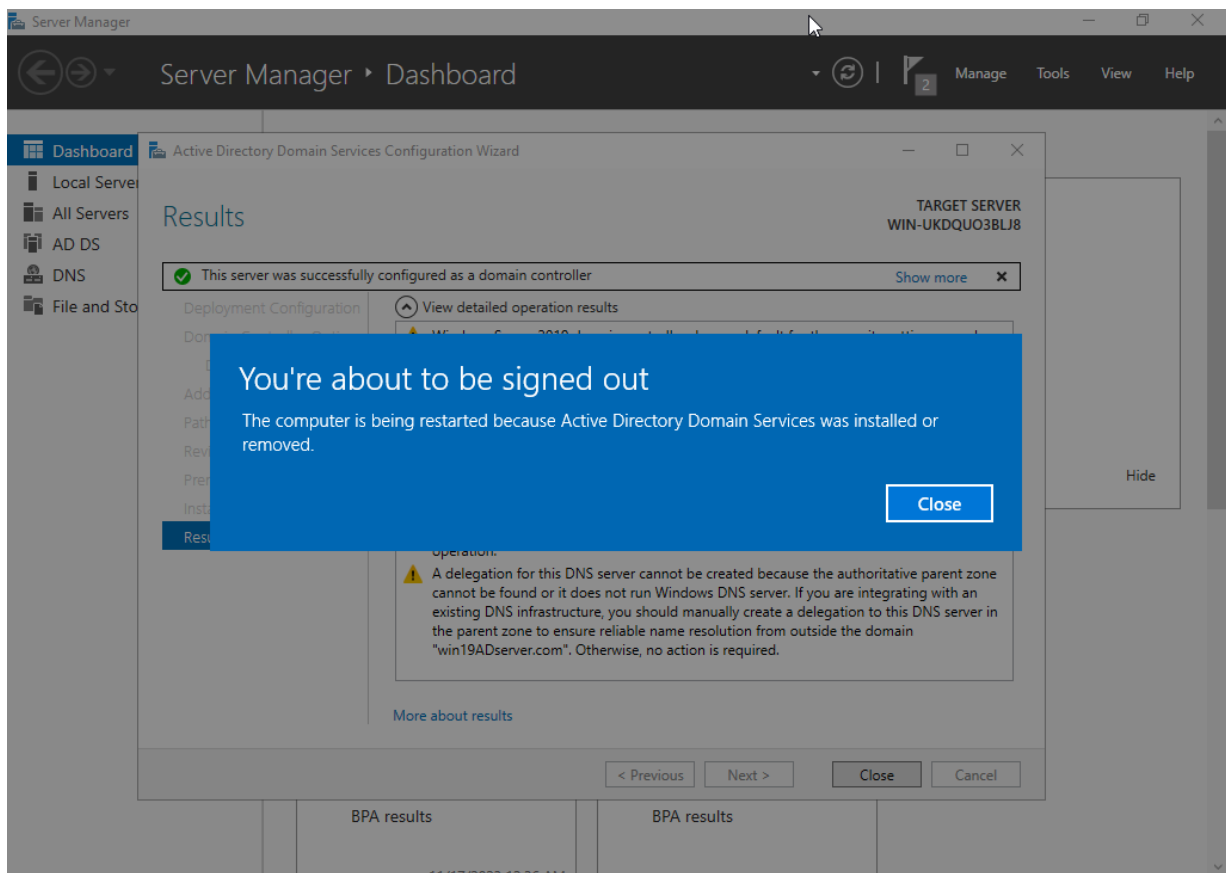 Server Manager
Server Manager ‣ Dashboard
2
Manage Tools View Help
Dashboard
Local Server
All Servers
AD DS
DNS
File and Sto
Active Directory Domain Services Configuration Wizard
Results
TARGET SERVER
WIN-UKDQUO3BLJ8
This server was successfully configured as a domain controller
Show more
Deployment Configuration
View detailed operation results
You're about to be signed out
The computer is being restarted because Active Directory Domain Services was installed or
removed.
Close
Hide
operation.
A delegation for this DNS server cannot be created because the authoritative parent zone
cannot be found or it does not run Windows DNS server. If you are integrating with an
existing DNS infrastructure, you should manually create a delegation to this DNS server in
the parent zone to ensure reliable name resolution from outside the domain
"win19ADserver.com". Otherwise, no action is required.
More about results
< Previous Next > Close Cancel
BPA results
BPA results